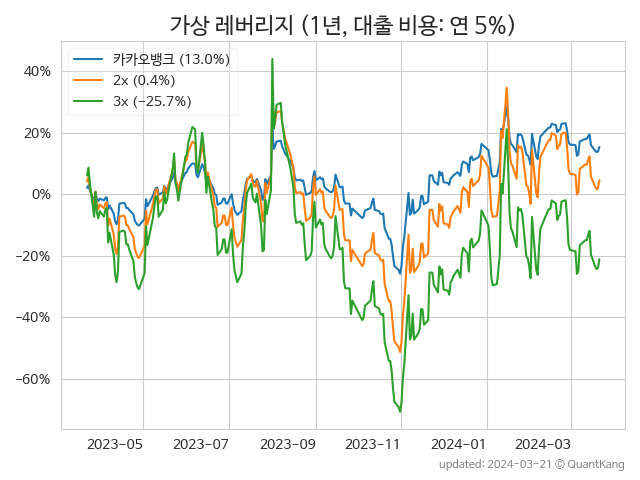 가상 레버리지 (1년, 대출 비용: 연 5%)
카카오뱅크 (13.0%)
2x (0.4%)
3x (−25.7%)
40%
20%
0%
−20%
−40%
−60%
2023-05
2023-07
2023-09
2023-11
2024-01
2024-03
updated: 2024-03-21 © QuantKang